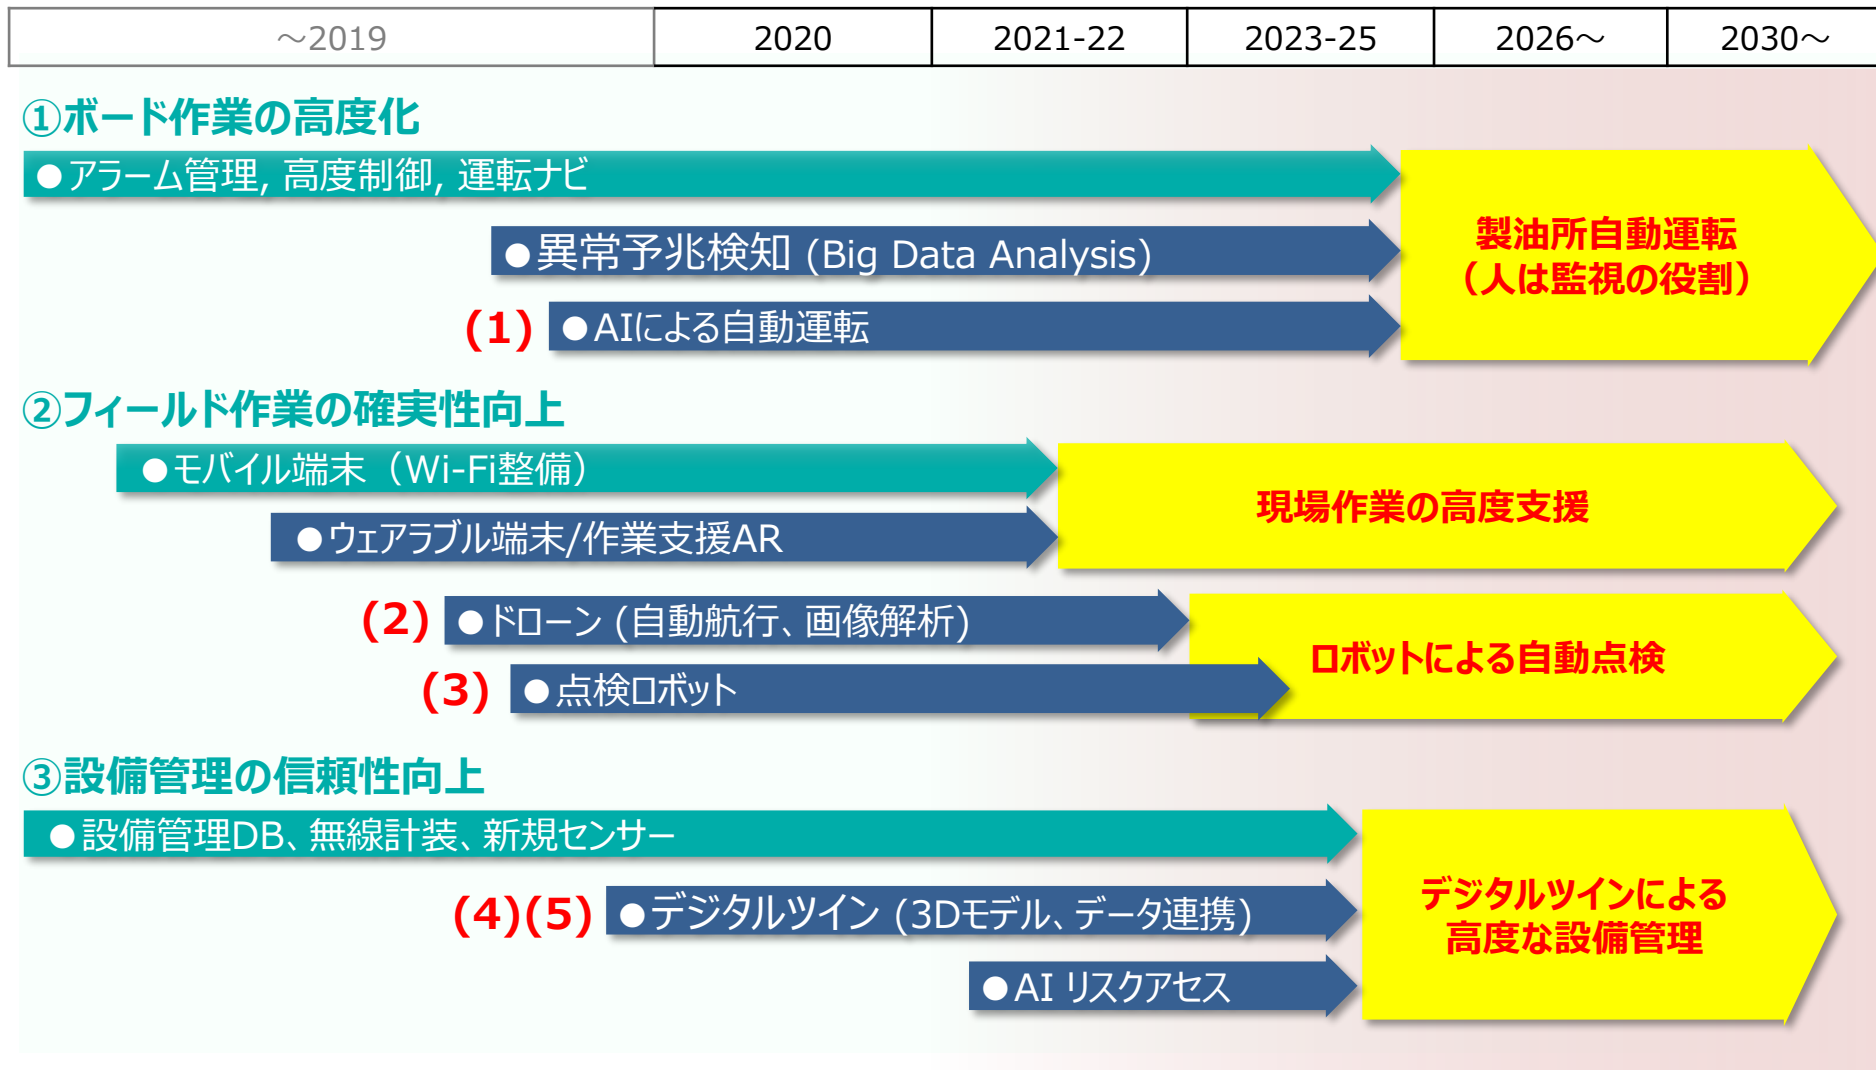 ～2019 2020 2021-22 2023-25 2026～ 2030～
①ボード作業の高度化
●アラーム管理, 高度制御, 運転ナビ
●異常予兆検知 (Big Data Analysis)
(1) ●AIによる自動運転
製油所自動運転
（人は監視の役割）
②フィールド作業の確実性向上
●モバイル端末（Wi-Fi整備）
●ウェアラブル端末/作業支援AR
現場作業の高度支援
(2) ●ドローン (自動航行、画像解析)
(3) ●点検ロボット
ロボットによる自動点検
③設備管理の信頼性向上
●設備管理DB、無線計装、新規センサー
(4)(5) ●デジタルツイン (3Dモデル、データ連携)
●AI リスクアセス
デジタルツインによる
高度な設備管理